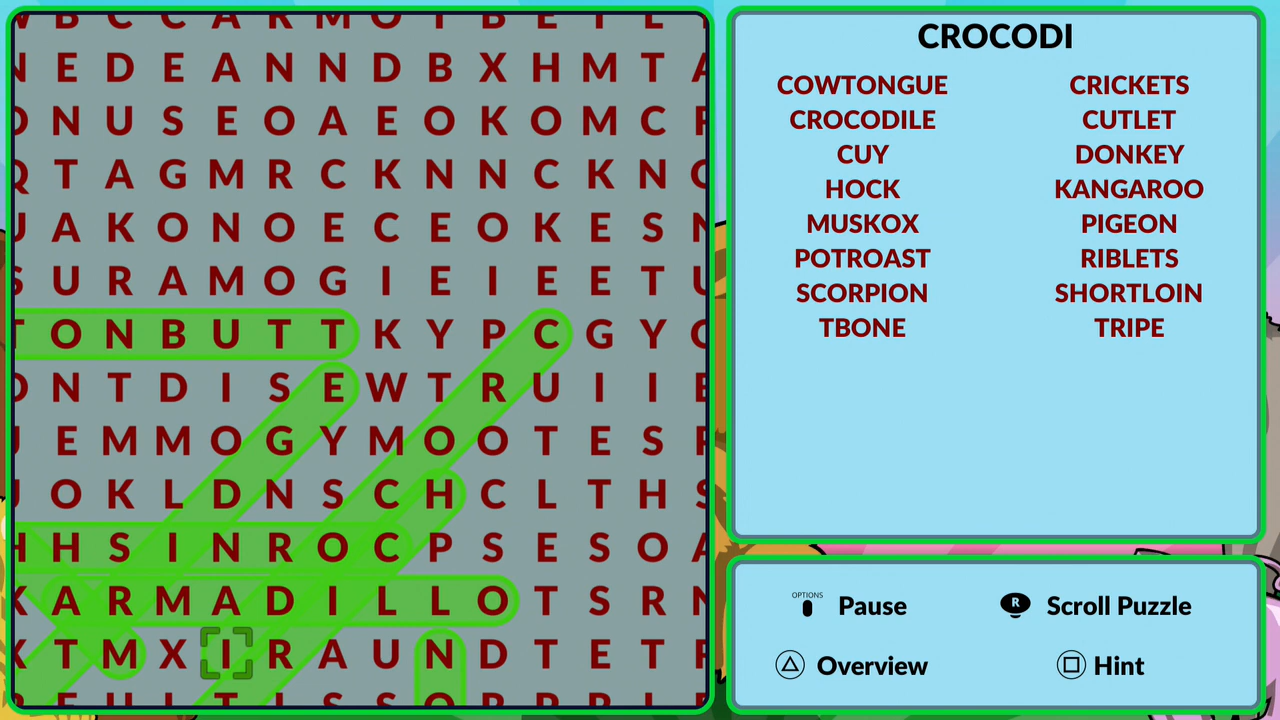 CROCODI
E D E A N N D B X H M T
N U S E O A E O K O M C
T A G M R C K N N C K N
A K O N O E C E O K E S
U R A M O G I E I E E T
O N B U T T K Y P C G Y
N T D I S E W T R U I I
E M M O G Y M O O T E S
O K L D N S C H C L T H
H S I N R O C P S E S O
A R M A D I L L O T S R
T M X I R A U N D T E T
COWTONGUE
CROCODILE
CUY
HOCK
MUSKOX
POTROAST
SCORPION
TBONE
CRICKETS
CUTLET
DONKEY
KANGAROO
PIGEON
RIBLETS
SHORTLOIN
TRIPE
OPTIONS Pause
R Scroll Puzzle
Overview
Hint